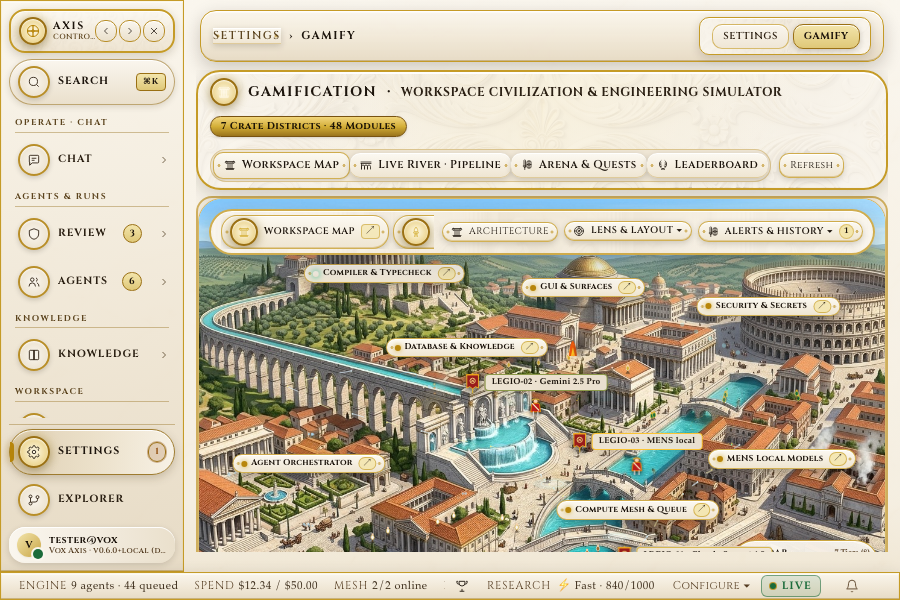 AXIS
CONTRO...
SEARCH
⌘K
OPERATE · CHAT
CHAT
AGENTS & RUNS
REVIEW 3
AGENTS 6
KNOWLEDGE
KNOWLEDGE
WORKSPACE
SETTINGS 1
EXPLORER
V
TESTER@VOX
VOX AXIS · V0.6.0+LOCAL (D...
SETTINGS › GAMIFY
SETTINGS GAMIFY
GAMIFICATION · WORKSPACE CIVILIZATION & ENGINEERING SIMULATOR
7 CRATE DISTRICTS · 48 MODULES
WORKSPACE MAP
LIVE RIVER · PIPELINE
ARENA & QUESTS
LEADERBOARD
REFRESH
WORKSPACE MAP
ARCHITECTURE
LENS & LAYOUT
ALERTS & HISTORY 1
COMPILER & TYPECHECK
GUI & SURFACES
SECURITY & SECRETS
DATABASE & KNOWLEDGE
LEGIO-02 · Gemini 2.5 Pro
LEGIO-03 · MENS local
AGENT ORCHESTRATOR
MENS LOCAL MODELS
COMPUTE MESH & QUEUE
ENGINE 9 agents · 44 queued
SPEND $12.34 / $50.00
MESH 2/2 online
RESEARCH ⚡ Fast · 840/1000
CONFIGURE
LIVE